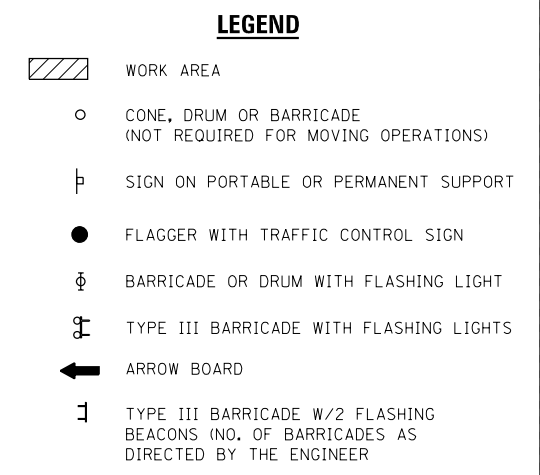 LEGEND
WORK AREA
CONE, DRUM OR BARRICADE
(NOT REQUIRED FOR MOVING OPERATIONS)
SIGN ON PORTABLE OR PERMANENT SUPPORT
FLAGGER WITH TRAFFIC CONTROL SIGN
BARRICADE OR DRUM WITH FLASHING LIGHT
TYPE III BARRICADE WITH FLASHING LIGHTS
ARROW BOARD
TYPE III BARRICADE W/2 FLASHING
BEACONS (NO. OF BARRICADES AS
DIRECTED BY THE ENGINEER